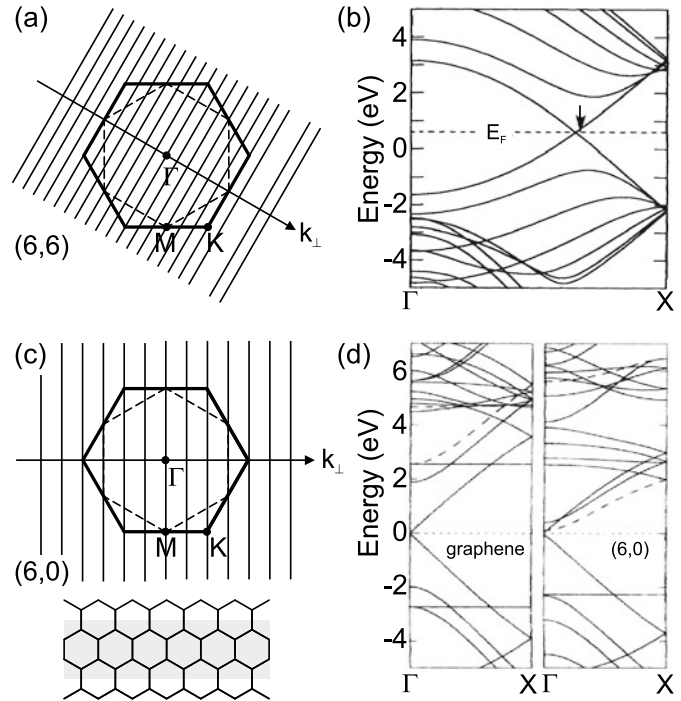 (a)
Γ
M
K
k⊥
(6,6)
(b)
Energy (eV)
4
2
0
-2
-4
E_F
Γ
X
(c)
Γ
M
K
k⊥
(6,0)
(d)
Energy (eV)
6
4
2
0
-2
-4
graphene
(6,0)
Γ
X
Γ
X